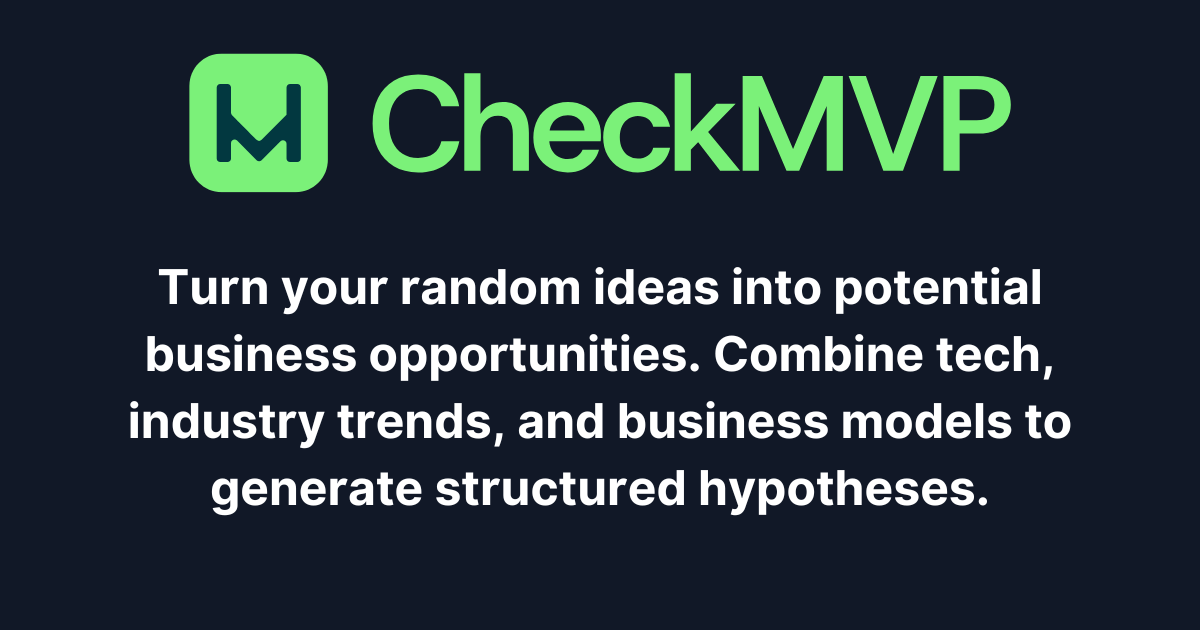 CheckMVP
Turn your random ideas into potential
business opportunities. Combine tech,
industry trends, and business models to
generate structured hypotheses.